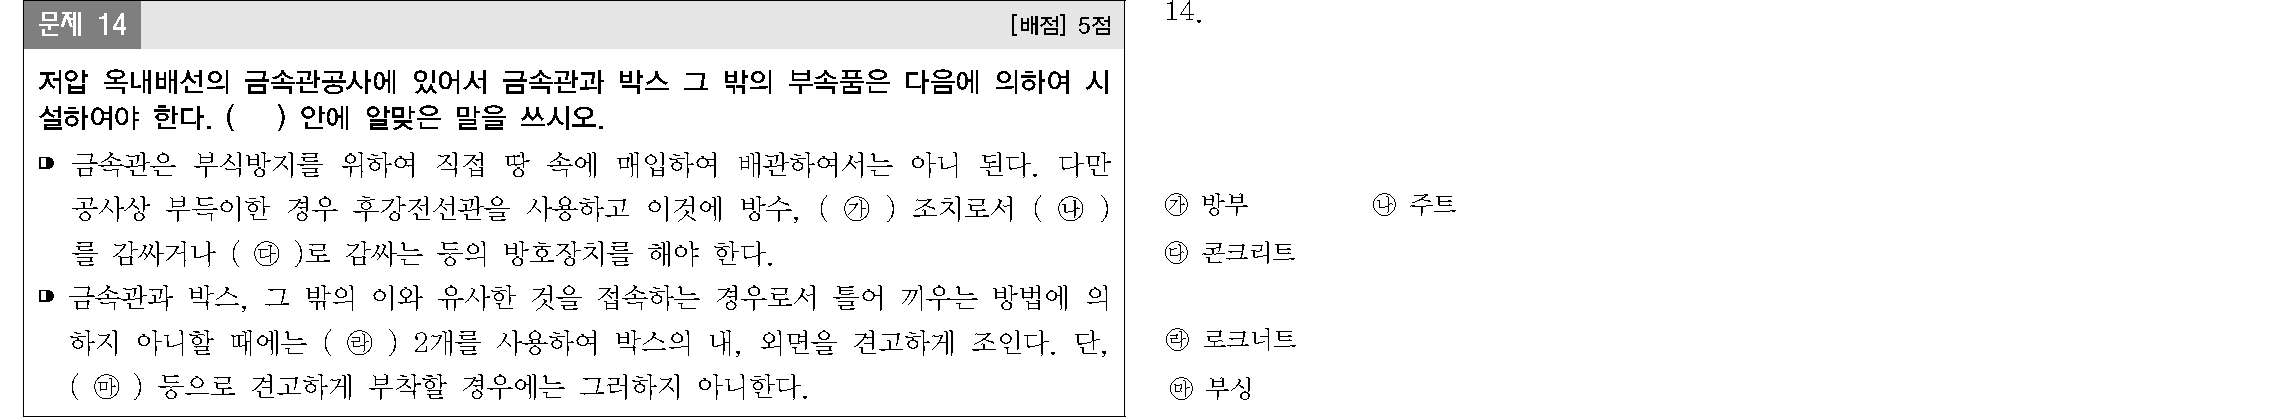 문제 14
[배점] 5점
저압 옥내배선의 금속관공사에 있어서 금속관과 박스 그 밖의 부속품은 다음에 의하여 시
설하여야 한다. (    ) 안에 알맞은 말을 쓰시오.
금속관은 부식방지를 위하여 직접 땅 속에 매입하여 배관하여서는 아니 된다. 다만
공사상 부득이한 경우 후강전선관을 사용하고 이것에 방수, ( ㉮ ) 조치로서 ( ㉯ )
를 감싸거나 ( ㉰ )로 감싸는 등의 방호장치를 해야 한다.
금속관과 박스, 그 밖의 이와 유사한 것을 접속하는 경우로서 틀어 끼우는 방법에 의
하지 아니할 때에는 ( ㉱ ) 2개를 사용하여 박스의 내, 외면을 견고하게 조인다. 단,
( ㉲ ) 등으로 견고하게 부착할 경우에는 그러하지 아니한다.
14.
㉮ 방부 ㉯ 주트
㉰ 콘크리트
㉱ 로크너트
㉲ 부싱